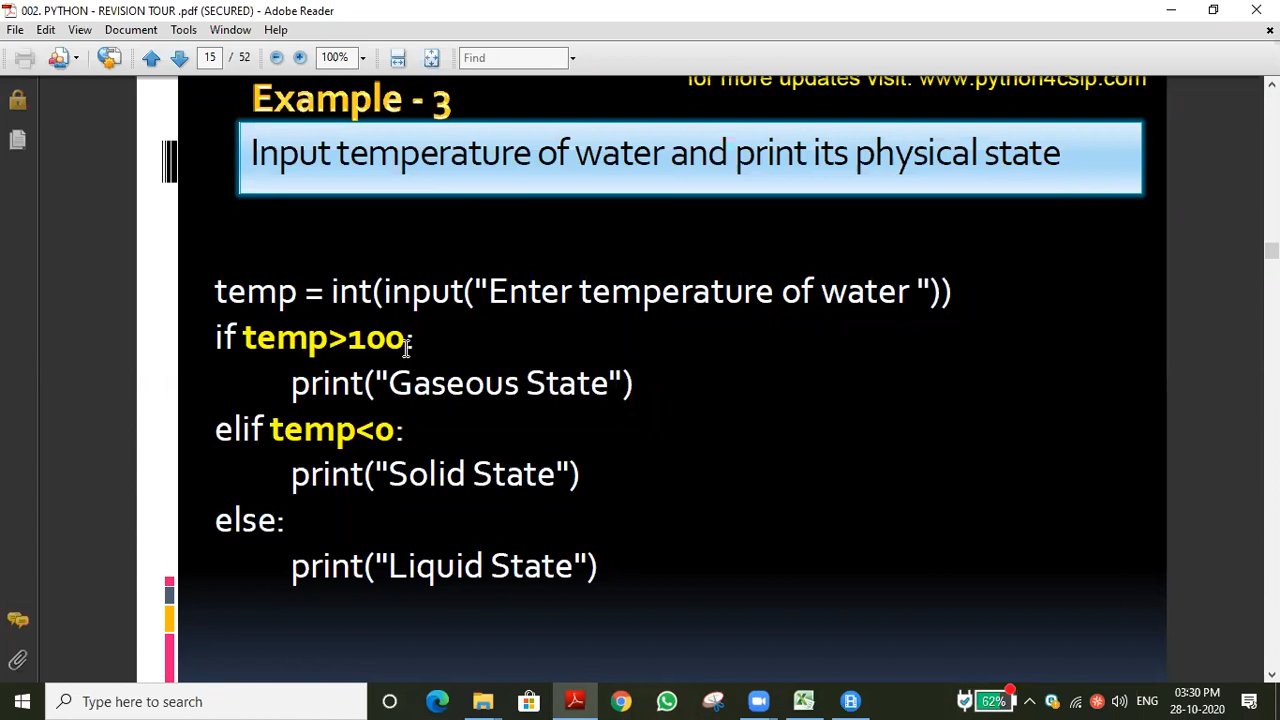 002. PYTHON - REVISION TOUR .pdf (SECURED) - Adobe Reader
File Edit View Document Tools Window Help
15 / 52 100% Find
for more updates visit: www.python4csip.com
Example - 3
Input temperature of water and print its physical state
temp = int(input("Enter temperature of water "))
if temp>100:
print("Gaseous State")
elif temp<0:
print("Solid State")
else:
print("Liquid State")
Type here to search
62%
ENG
03:30 PM
28-10-2020